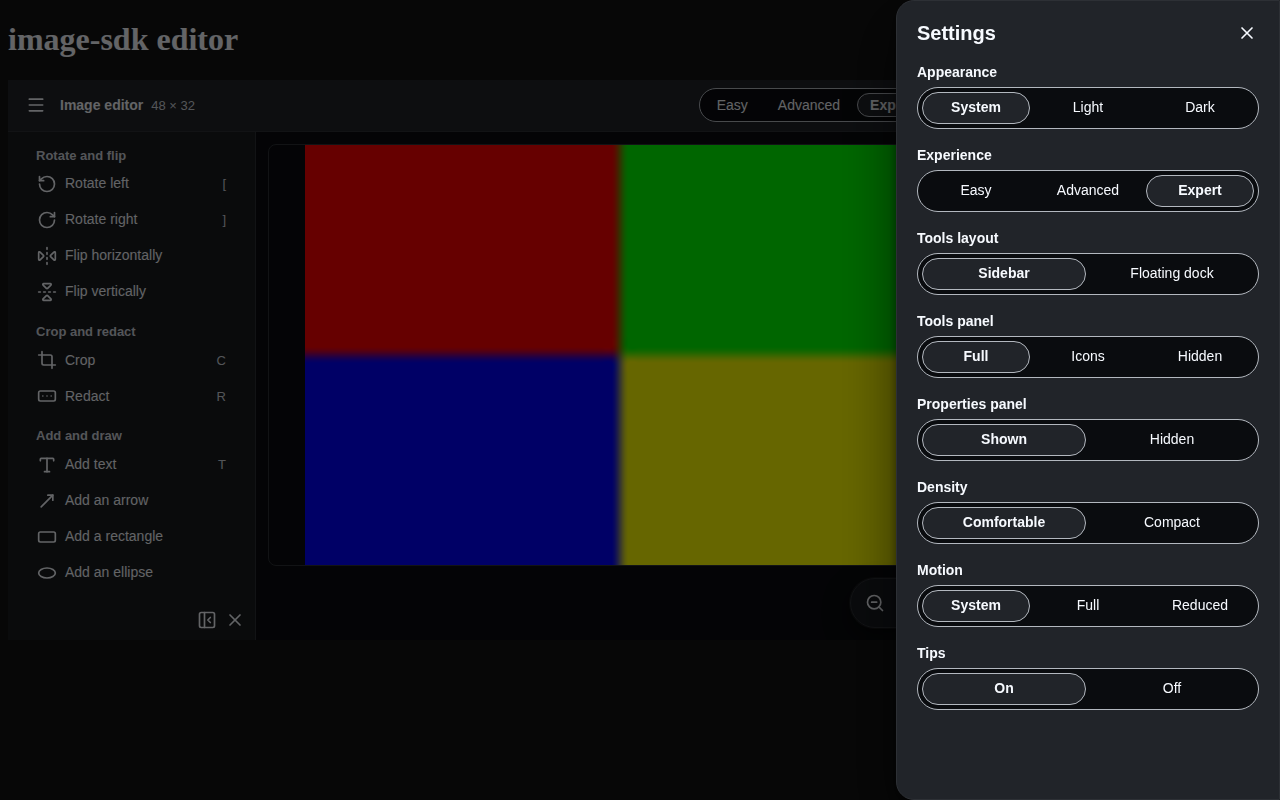 image-sdk editor
Image editor 48 × 32
Easy Advanced Exp
Rotate and flip
Rotate left [
Rotate right ]
Flip horizontally
Flip vertically
Crop and redact
Crop C
Redact R
Add and draw
Add text T
Add an arrow
Add a rectangle
Add an ellipse
Settings
Appearance
System Light Dark
Experience
Easy Advanced Expert
Tools layout
Sidebar Floating dock
Tools panel
Full Icons Hidden
Properties panel
Shown Hidden
Density
Comfortable Compact
Motion
System Full Reduced
Tips
On Off